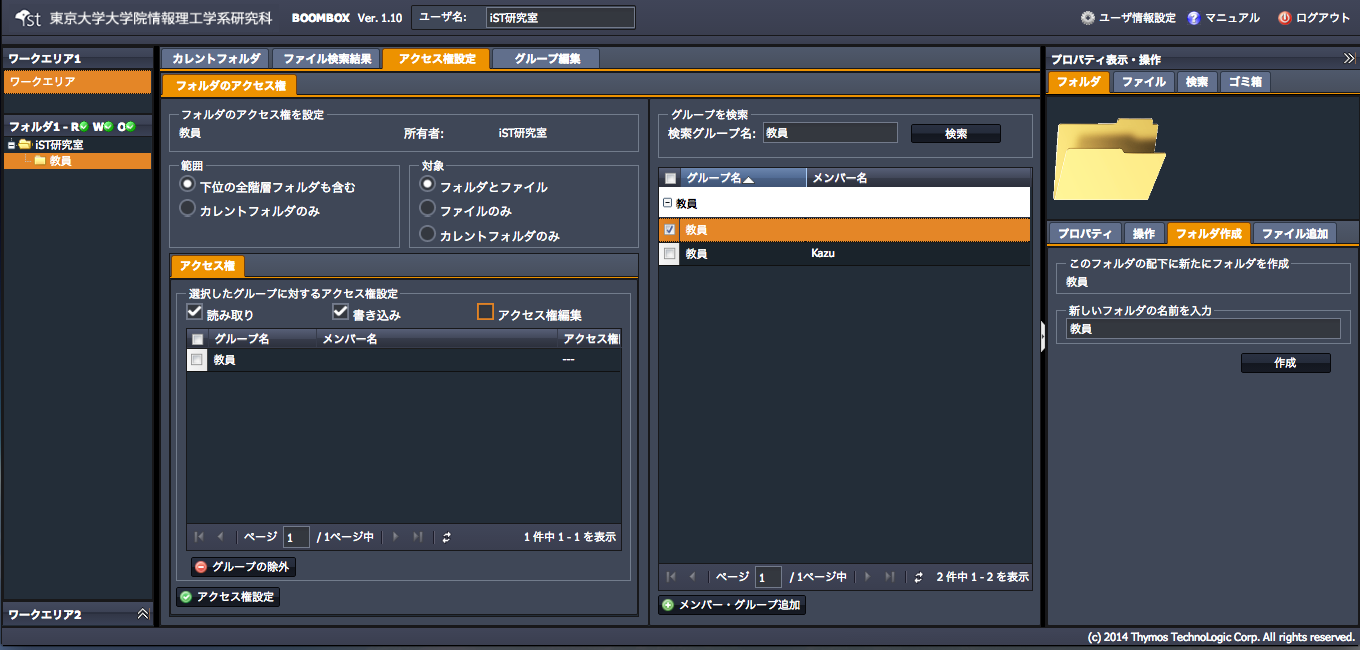 ist 東京大学大学院情報理工学系研究科 BOOMBOX Ver. 1.10 ユーザ名: iST研究室 ユーザ情報設定 マニュアル ログアウト
ワークエリア1
ワークエリア
フォルダ1 - R W O
iST研究室
教員
ワークエリア2
カレントフォルダ ファイル検索結果 アクセス権設定 グループ編集
フォルダのアクセス権
フォルダのアクセス権を設定
教員 所有者: iST研究室
範囲
下位の全階層フォルダも含む
カレントフォルダのみ
対象
フォルダとファイル
ファイルのみ
カレントフォルダのみ
アクセス権
選択したグループに対するアクセス権設定
読み取り 書き込み アクセス権編集
グループ名 メンバー名 アクセス権
教員 ---
ページ 1 / 1ページ中 1 件中 1 - 1 を表示
グループの除外
アクセス権設定
グループを検索
検索グループ名: 教員 検索
グループ名 メンバー名
教員
教員
教員 Kazu
ページ 1 / 1ページ中 2 件中 1 - 2 を表示
メンバー・グループ追加
プロパティ表示・操作
フォルダ ファイル 検索 ゴミ箱
プロパティ 操作 フォルダ作成 ファイル追加
このフォルダの配下に新たにフォルダを作成
教員
新しいフォルダの名前を入力
教員
作成
(c) 2014 Thymos TechnoLogic Corp. All rights reserved.